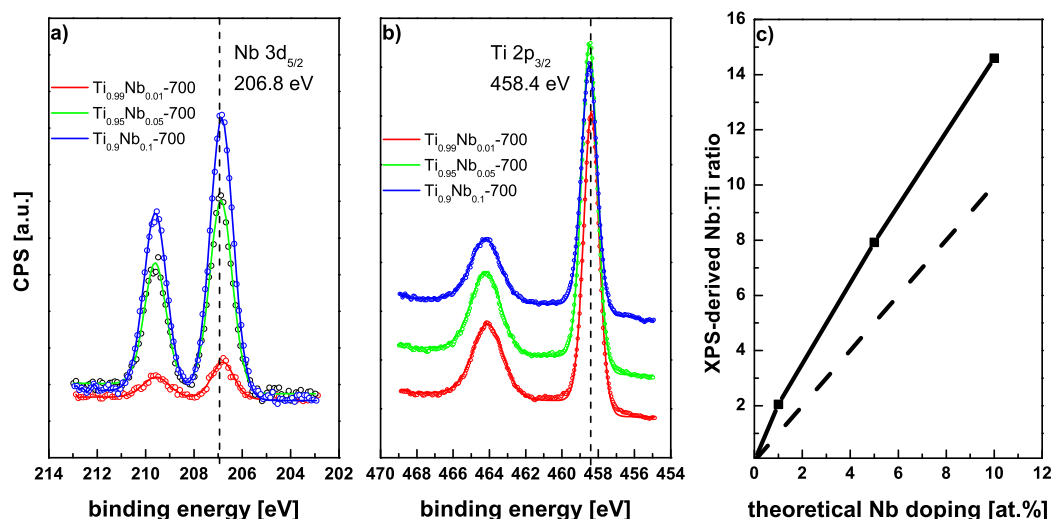 a)
Nb 3d5/2
206.8 eV
Ti0.99Nb0.01-700
Ti0.95Nb0.05-700
Ti0.9Nb0.1-700
CPS [a.u.]
214 212 210 208 206 204 202
binding energy [eV]
b)
Ti 2p3/2
458.4 eV
Ti0.99Nb0.01-700
Ti0.95Nb0.05-700
Ti0.9Nb0.1-700
470 468 466 464 462 460 458 456 454
binding energy [eV]
c)
16
14
12
10
8
6
4
2
XPS-derived Nb:Ti ratio
0 2 4 6 8 10 12
theoretical Nb doping [at.%]